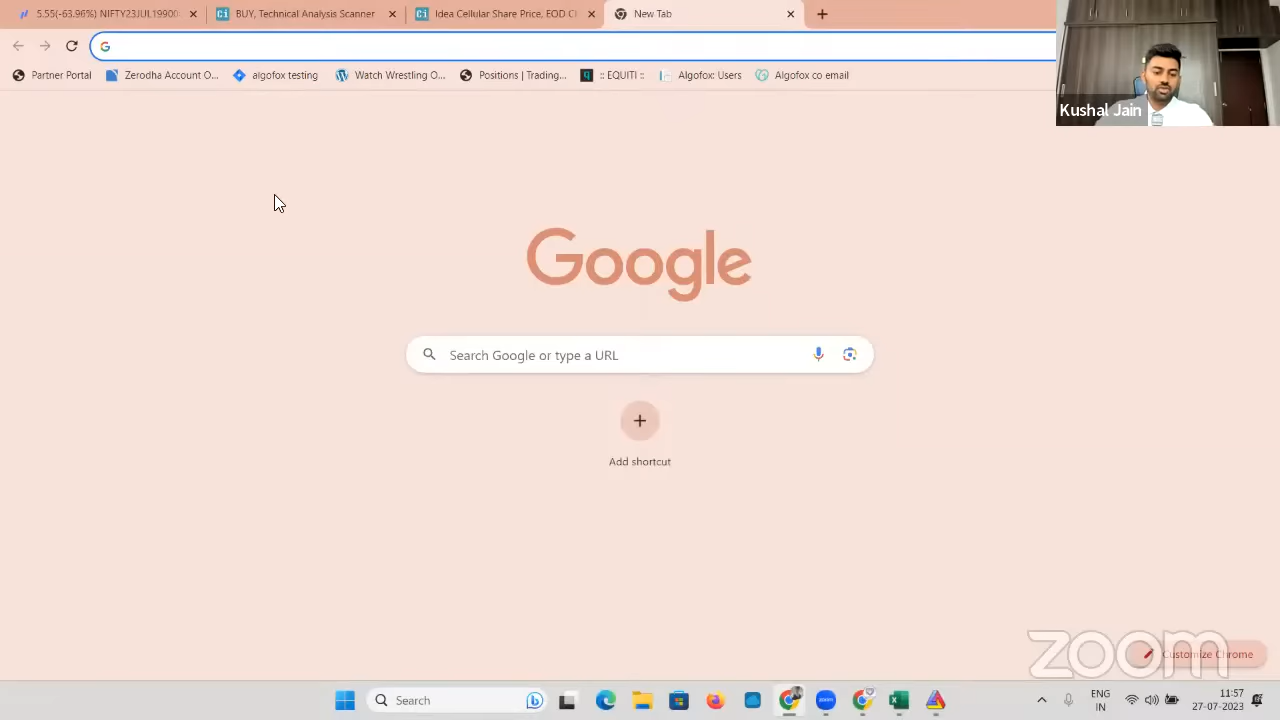 5.55(-63.96%) NIFTY23JUL19900
BUY, Technical Analysis Scanner
Idea Cellular Share Price, EOD C
New Tab
Partner Portal
Zerodha Account O...
algofox testing
Watch Wrestling O...
Positions | Trading...
:: EQUITI ::
Algofox: Users
Algofox co email
Kushal Jain
Google
Search Google or type a URL
Add shortcut
zoom
Customize Chrome
Search
ENG
IN
11:57
27-07-2023